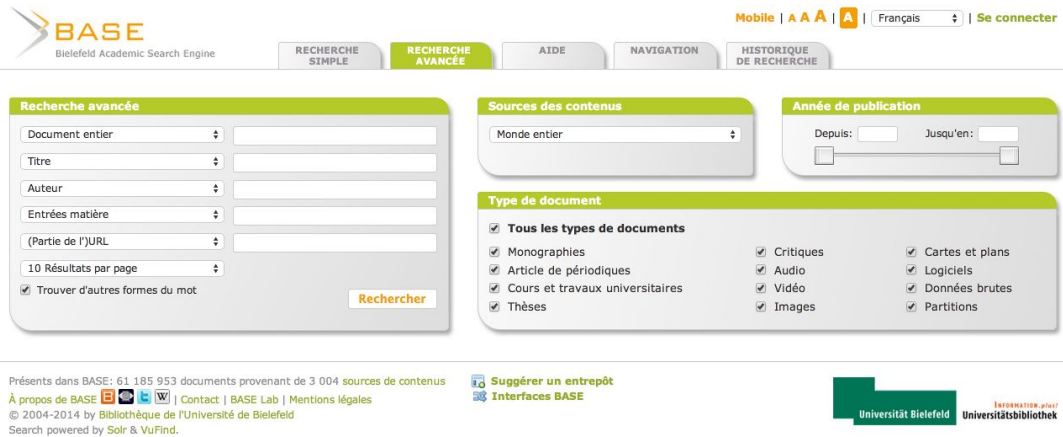 BASE
Bielefeld Academic Search Engine
Mobile | A A A | A | Français | Se connecter
RECHERCHE SIMPLE
RECHERCHE AVANCÉE
AIDE
NAVIGATION
HISTORIQUE DE RECHERCHE
Recherche avancée
Document entier
Titre
Auteur
Entrées matière
(Partie de l')URL
10 Résultats par page
Trouver d'autres formes du mot
Rechercher
Sources des contenus
Monde entier
Année de publication
Depuis: Jusqu'en:
Type de document
Tous les types de documents
Monographies Critiques Cartes et plans
Article de périodiques Audio Logiciels
Cours et travaux universitaires Vidéo Données brutes
Thèses Images Partitions
Présents dans BASE: 61 185 953 documents provenant de 3 004 sources de contenus
À propos de BASE B t W | Contact | BASE Lab | Mentions légales
© 2004-2014 by Bibliothèque de l'Université de Bielefeld
Search powered by Solr & VuFind.
Suggérer un entrepôt
Interfaces BASE
Universität Bielefeld
INFORMATION.plus!
Universitätsbibliothek